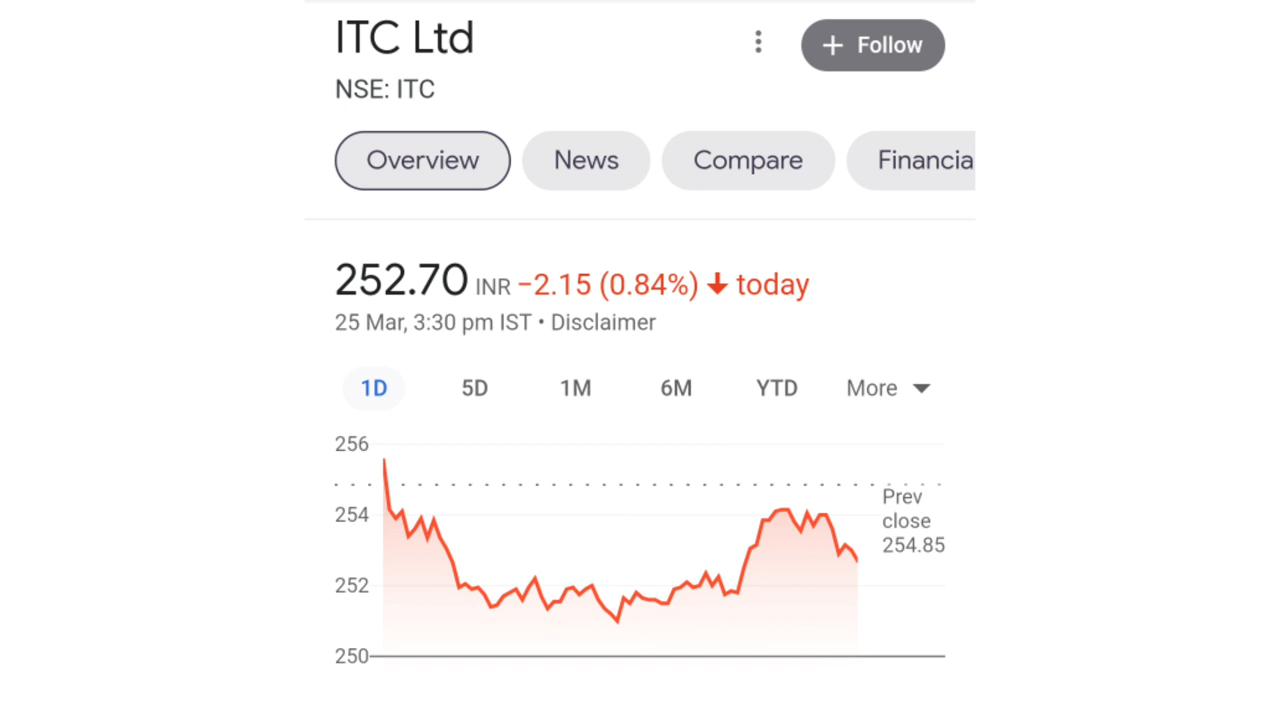 ITC Ltd
+ Follow
NSE: ITC
Overview News Compare Financia
252.70 INR −2.15 (0.84%) ↓ today
25 Mar, 3:30 pm IST • Disclaimer
1D 5D 1M 6M YTD More
256
254
252
250
Prev
close
254.85